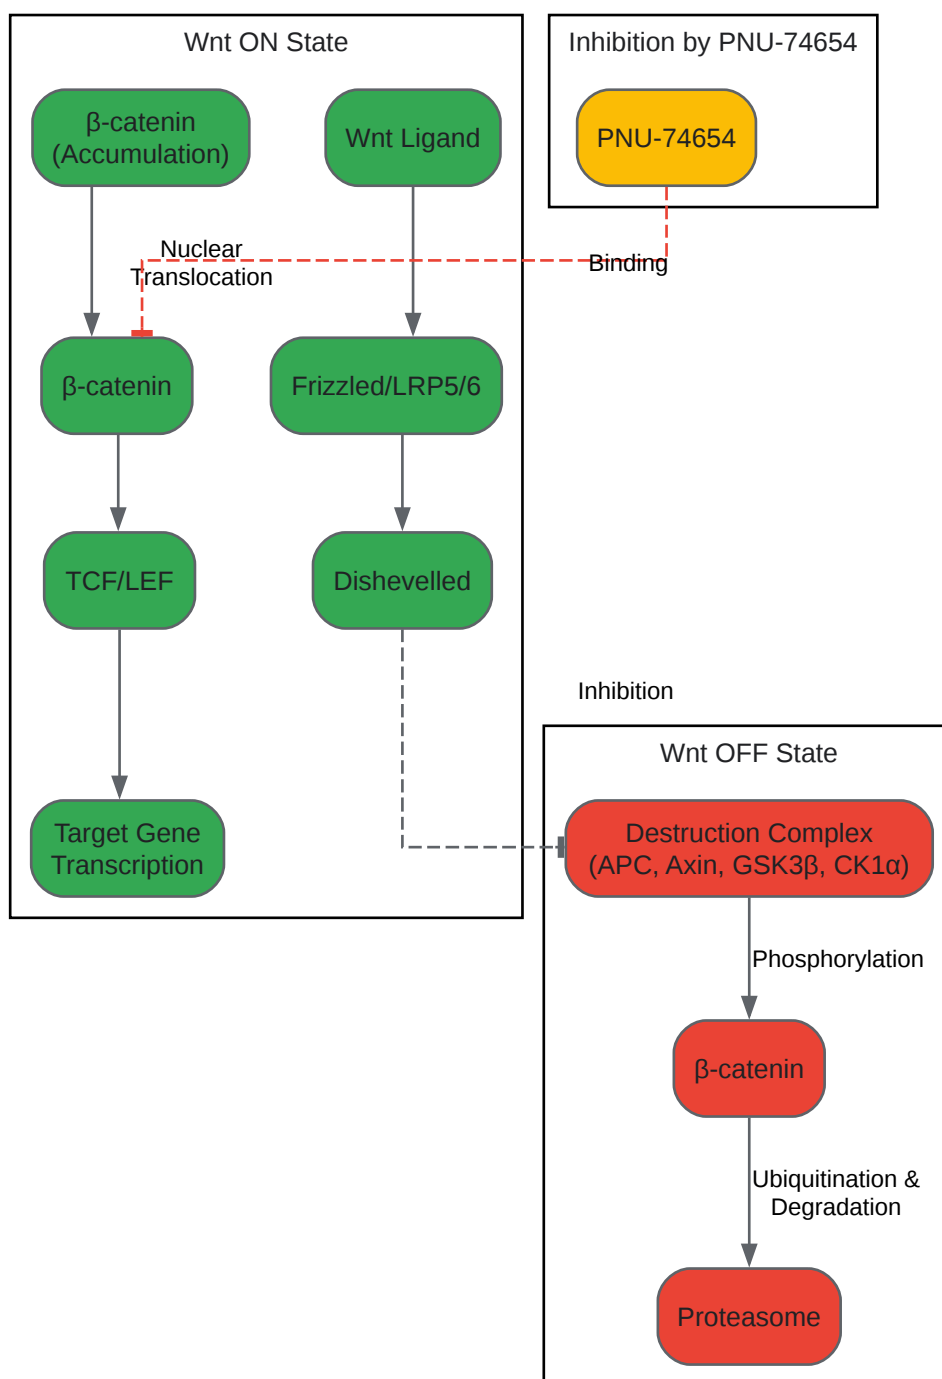 Wnt ON State
Inhibition by PNU-74654
β-catenin
(Accumulation)
Wnt Ligand
PNU-74654
Nuclear
Translocation
Binding
β-catenin
Frizzled/LRP5/6
TCF/LEF
Dishevelled
Inhibition
Wnt OFF State
Target Gene
Transcription
Destruction Complex
(APC, Axin, GSK3β, CK1α)
Phosphorylation
β-catenin
Ubiquitination &
Degradation
Proteasome